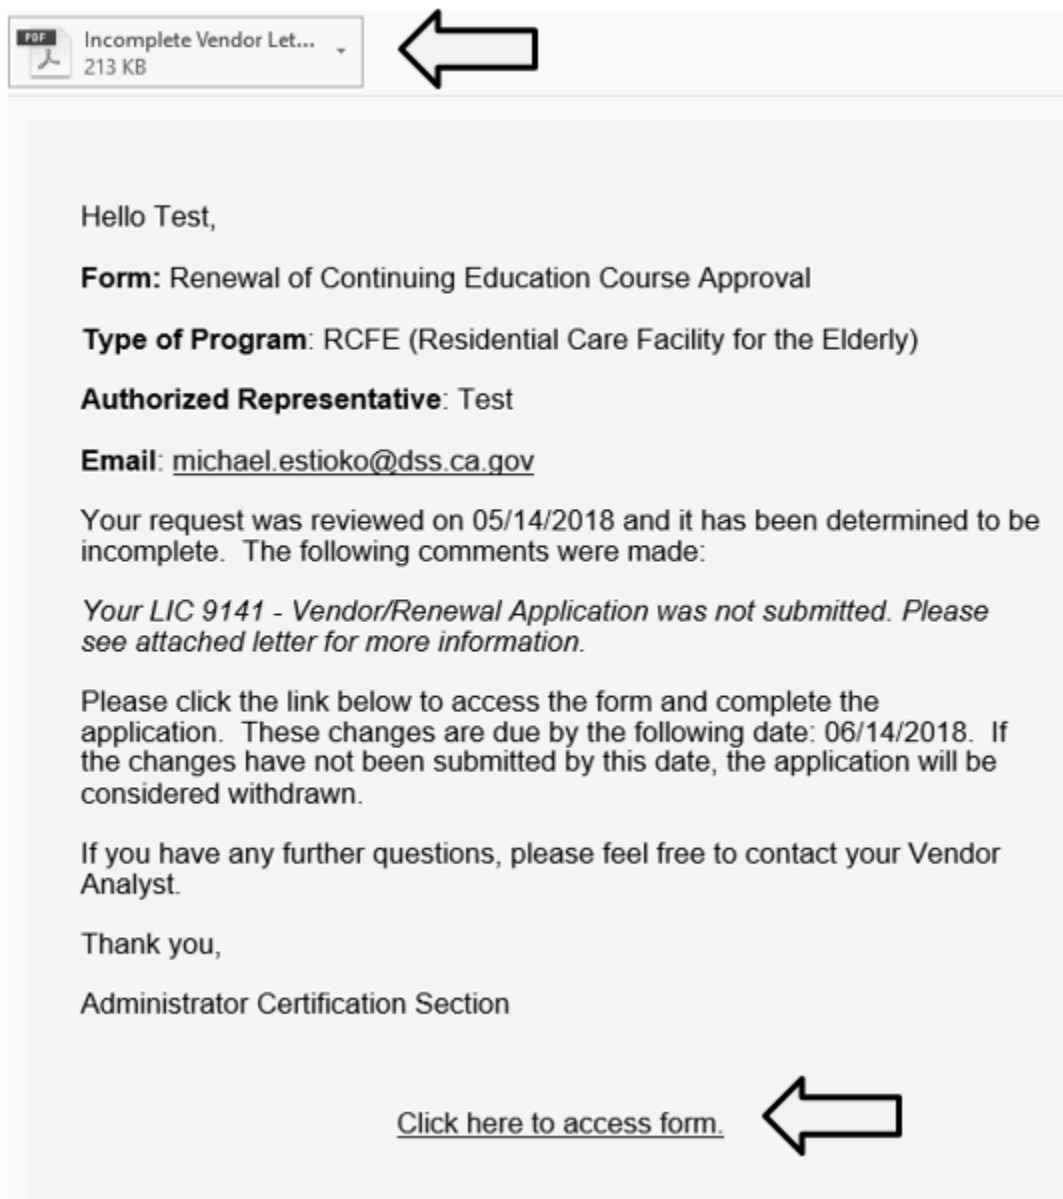 PDF
Incomplete Vendor Let...
213 KB
Hello Test,
Form: Renewal of Continuing Education Course Approval
Type of Program: RCFE (Residential Care Facility for the Elderly)
Authorized Representative: Test
Email: michael.estioko@dss.ca.gov
Your request was reviewed on 05/14/2018 and it has been determined to be
incomplete.  The following comments were made:
Your LIC 9141 - Vendor/Renewal Application was not submitted. Please
see attached letter for more information.
Please click the link below to access the form and complete the
application.  These changes are due by the following date: 06/14/2018.  If
the changes have not been submitted by this date, the application will be
considered withdrawn.
If you have any further questions, please feel free to contact your Vendor
Analyst.
Thank you,
Administrator Certification Section
Click here to access form.